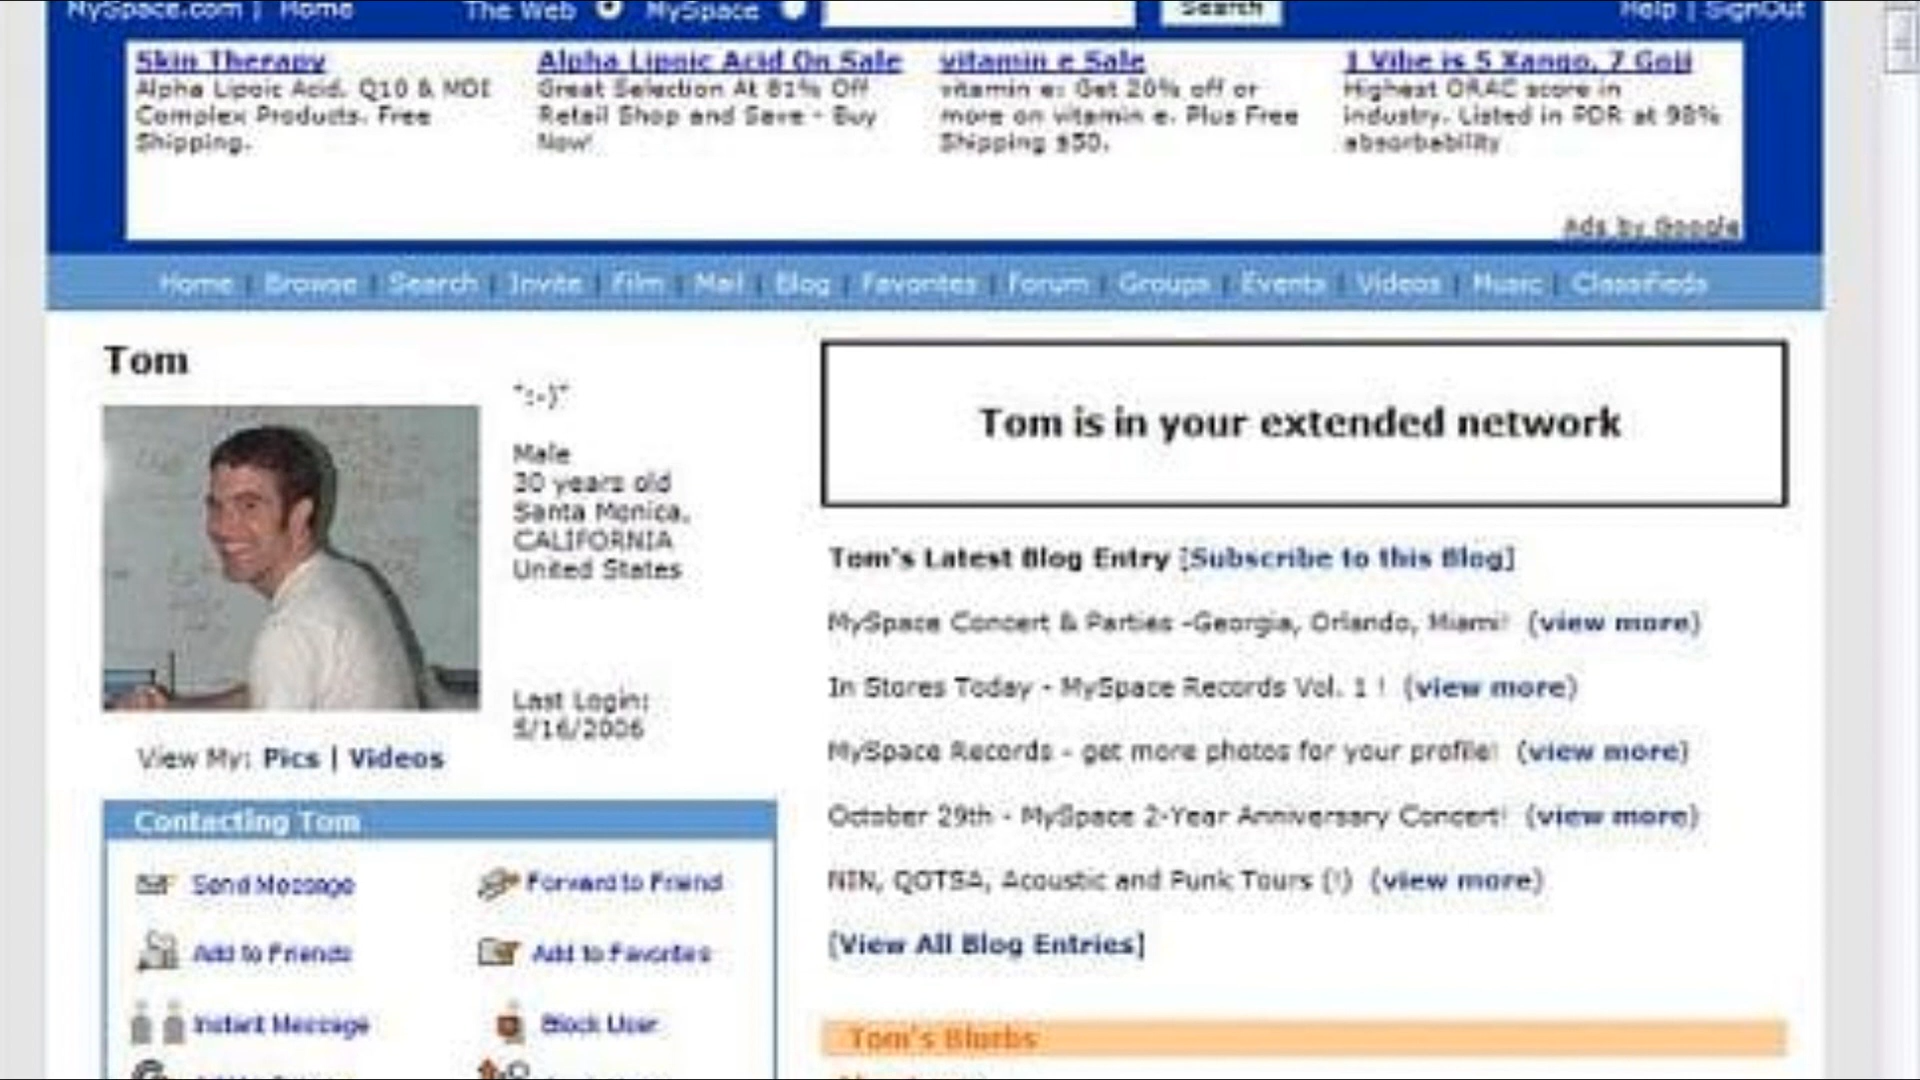 MySpace.com | Home
The Web
MySpace
Search
Help | SignOut
Skin Therapy
Alpha Lipoic Acid, Q10 & MDI
Complex Products. Free
Shipping.
Alpha Lipoic Acid On Sale
Great Selection At 81% Off
Retail Shop and Save - Buy
Now!
vitamin e Sale
vitamin e: Get 20% off or
more on vitamin e. Plus Free
Shipping $50.
1 Vibe is 5 Xango, 7 Goji
Highest ORAC score in
industry. Listed in PDR at 98%
absorbability
Ads by Google
Home | Browse | Search | Invite | Film | Mail | Blog | Favorites | Forum | Groups | Events | Videos | Music | Classifieds
Tom
":-)"
Male
30 years old
Santa Monica,
CALIFORNIA
United States
Last Login:
5/16/2006
View My: Pics | Videos
Contacting Tom
Send Message
Forward to Friend
Add to Friends
Add to Favorites
Instant Message
Block User
Tom is in your extended network
Tom's Latest Blog Entry [Subscribe to this Blog]
MySpace Concert & Parties -Georgia, Orlando, Miami! (view more)
In Stores Today - MySpace Records Vol. 1 ! (view more)
MySpace Records - get more photos for your profile! (view more)
October 29th - MySpace 2-Year Anniversary Concert! (view more)
NIN, QOTSA, Acoustic and Punk Tours (!) (view more)
[View All Blog Entries]
Tom's Blurbs